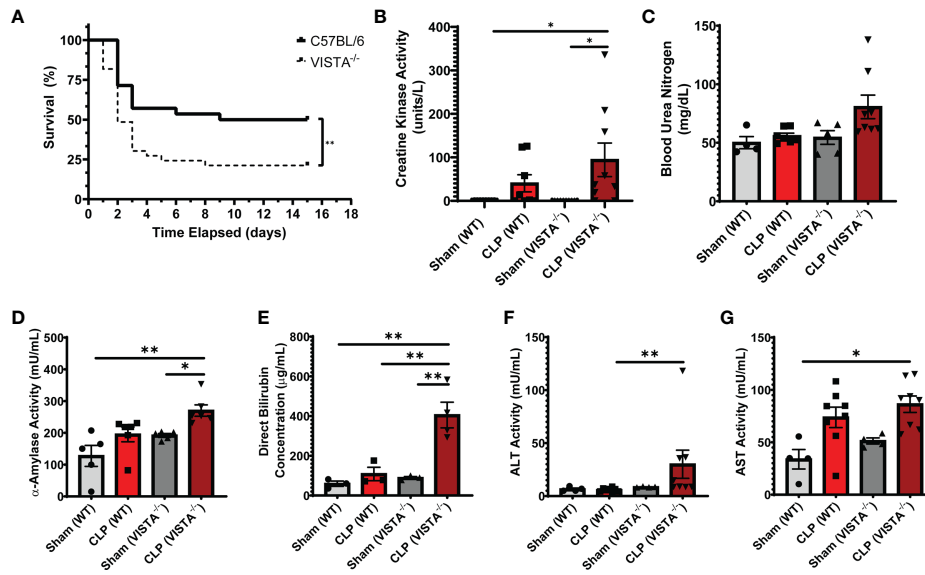 A
100
75
50
25
0
Survival (%)
0 2 4 6 8 10 12 14 16 18
Time Elapsed (days)
C57BL/6
VISTA-/-
**
B
400
300
200
100
0
Creatine Kinase Activity
(units/L)
*
*
Sham (WT)
CLP (WT)
Sham (VISTA-/-)
CLP (VISTA-/-)
C
150
100
50
0
Blood Urea Nitrogen
(mg/dL)
Sham (WT)
CLP (WT)
Sham (VISTA-/-)
CLP (VISTA-/-)
D
500
400
300
200
100
0
α-Amylase Activity (mU/mL)
**
*
Sham (WT)
CLP (WT)
Sham (VISTA-/-)
CLP (VISTA-/-)
E
800
600
400
200
0
Direct Bilirubin
Concentration (µg/mL)
**
**
**
Sham (WT)
CLP (WT)
Sham (VISTA-/-)
CLP (VISTA-/-)
F
150
100
50
0
ALT Activity (mU/mL)
**
Sham (WT)
CLP (WT)
Sham (VISTA-/-)
CLP (VISTA-/-)
G
150
100
50
0
AST Activity (mU/mL)
*
Sham (WT)
CLP (WT)
Sham (VISTA-/-)
CLP (VISTA-/-)